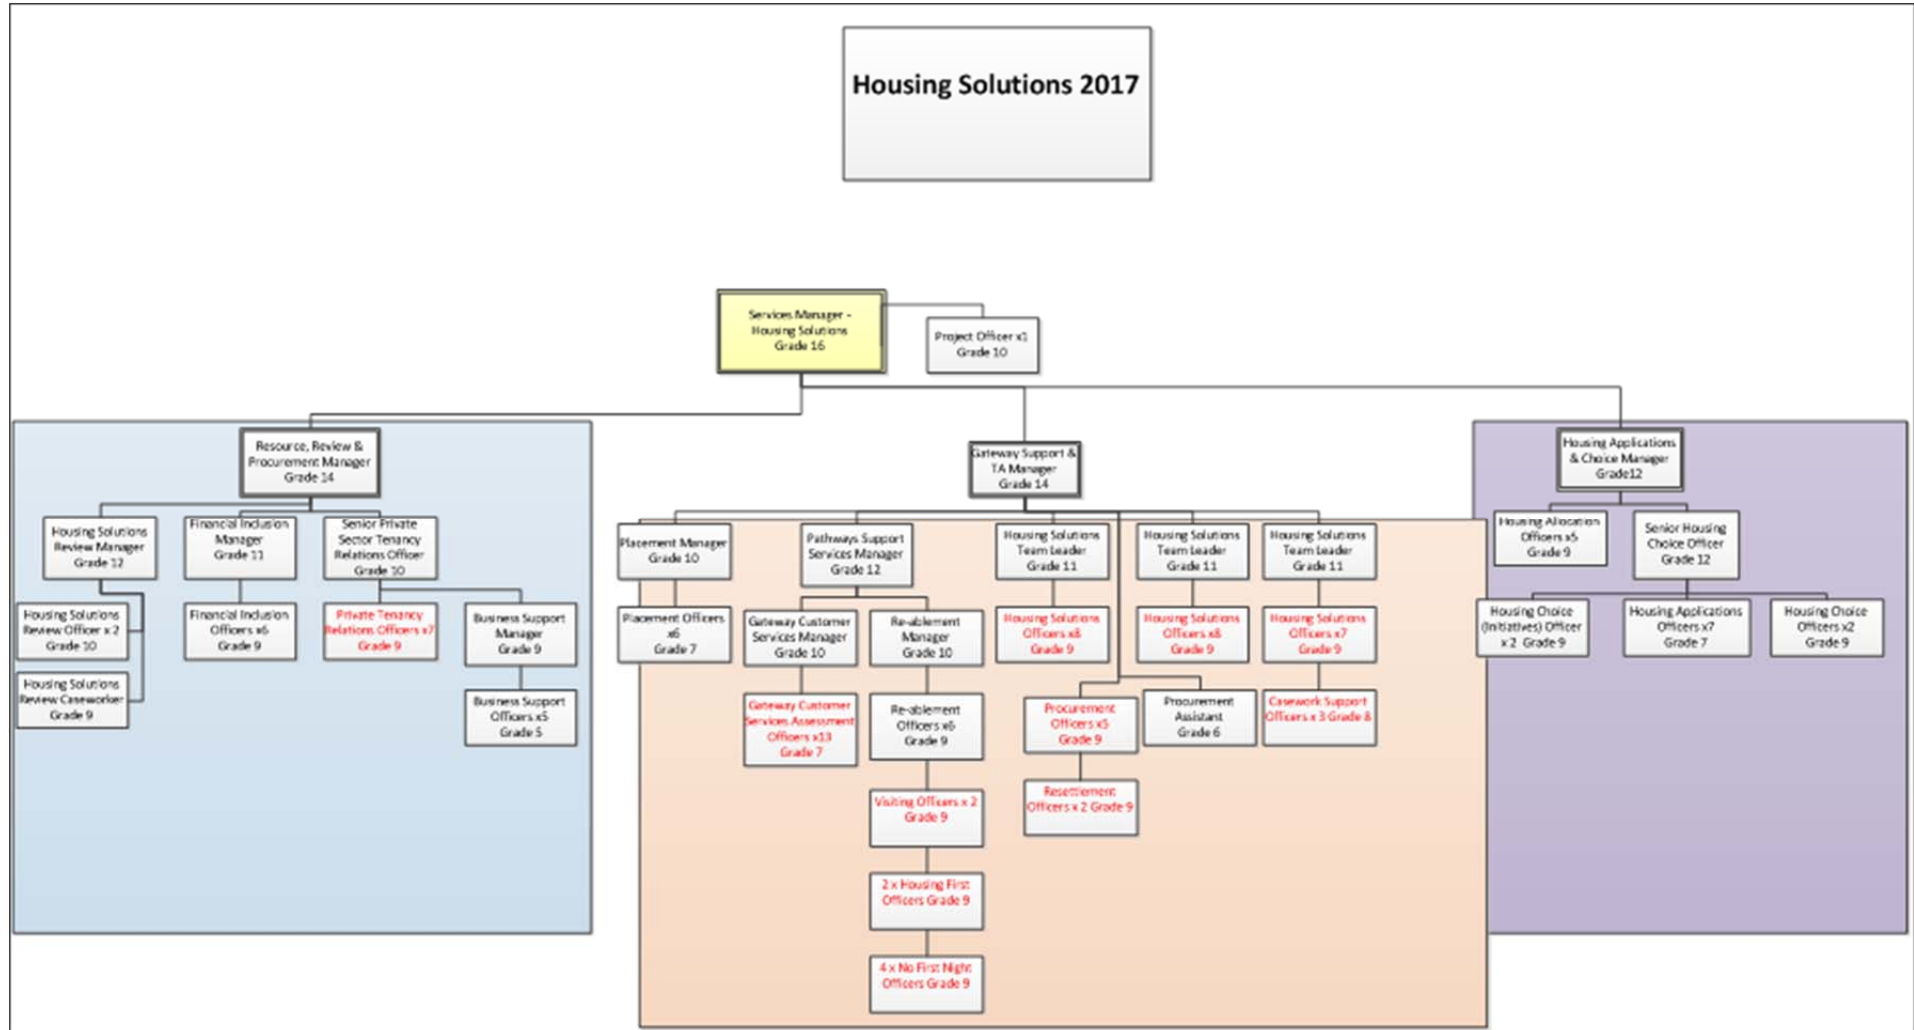 Housing Solutions 2017
Services Manager -
Housing Solutions
Grade 16
Project Officer x1
Grade 10
Resource, Review &
Procurement Manager
Grade 14
Gateway Support &
TA Manager
Grade 14
Housing Applications
& Choice Manager
Grade12
Housing Solutions
Review Manager
Grade 12
Financial Inclusion
Manager
Grade 11
Senior Private
Sector Tenancy
Relations Officer
Grade 10
Housing Solutions
Review Officer x 2
Grade 10
Financial Inclusion
Officers x6
Grade 9
Private Tenancy
Relations Officers x7
Grade 9
Business Support
Manager
Grade 9
Housing Solutions
Review Caseworker
Grade 9
Business Support
Officers x5
Grade 5
Placement Manager
Grade 10
Pathways Support
Services Manager
Grade 12
Housing Solutions
Team Leader
Grade 11
Housing Solutions
Team Leader
Grade 11
Housing Solutions
Team Leader
Grade 11
Placement Officers
x6
Grade 7
Gateway Customer
Services Manager
Grade 10
Re-ablement
Manager
Grade 10
Housing Solutions
Officers x8
Grade 9
Housing Solutions
Officers x8
Grade 9
Housing Solutions
Officers x7
Grade 9
Gateway Customer
Services Assessment
Officers x13
Grade 7
Re-ablement
Officers x6
Grade 9
Procurement
Officers x5
Grade 9
Procurement
Assistant
Grade 6
Casework Support
Officers x 3 Grade 8
Visiting Officers x 2
Grade 9
Resettlement
Officers x 2 Grade 9
2 x Housing First
Officers Grade 9
4 x No First Night
Officers Grade 9
Housing Allocation
Officers x5
Grade 9
Senior Housing
Choice Officer
Grade 12
Housing Choice
(Initiatives) Officer
x 2 Grade 9
Housing Applications
Officers x7
Grade 7
Housing Choice
Officers x2
Grade 9